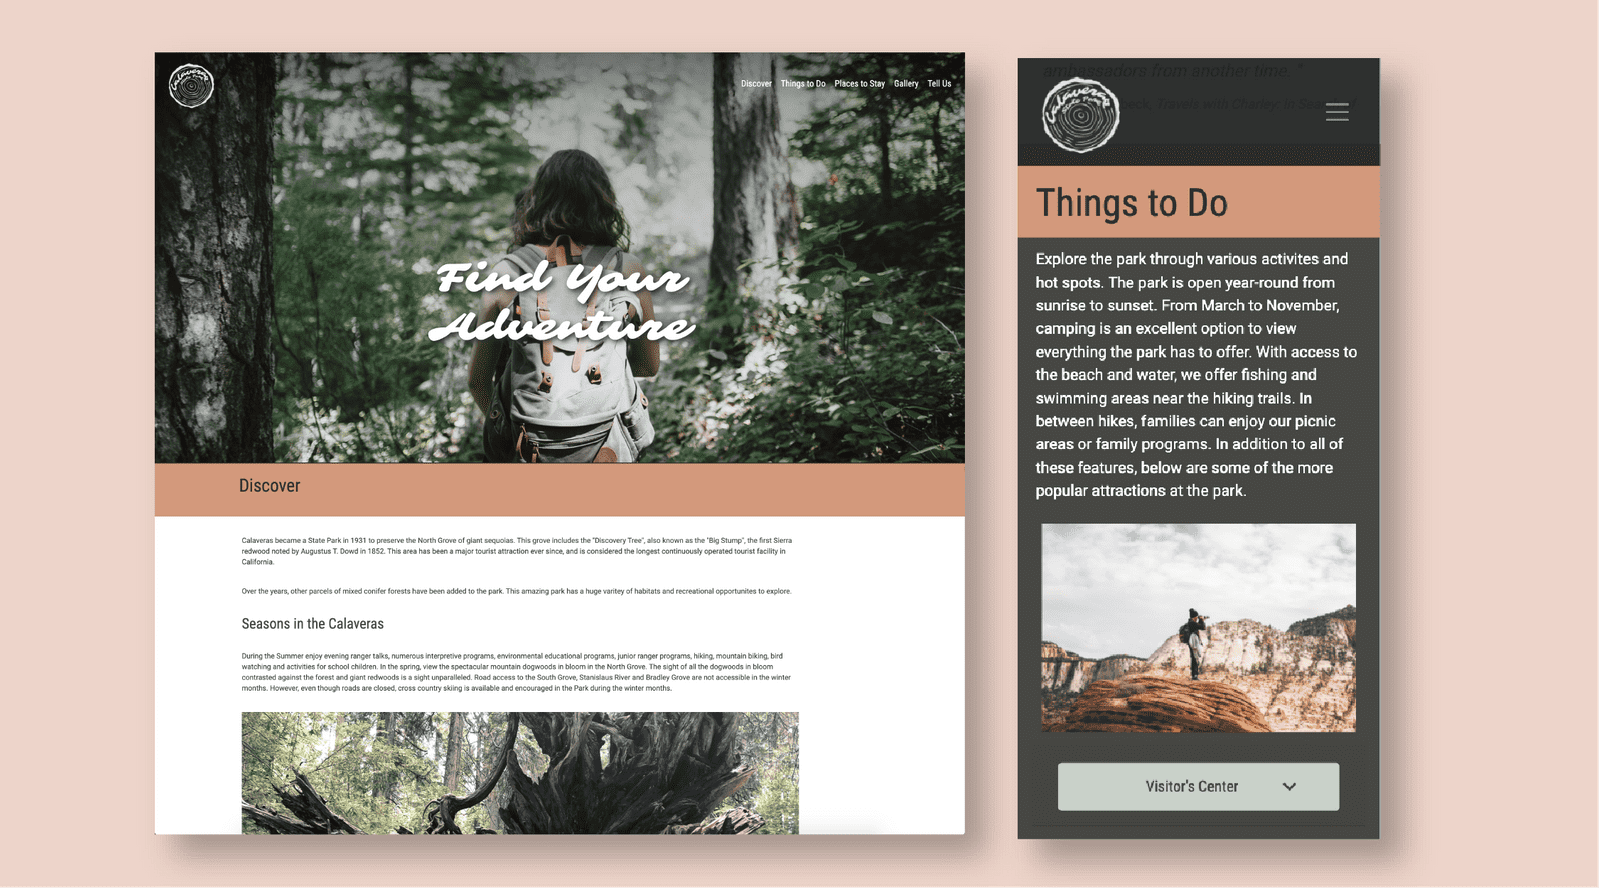 Calaveras
State Park
Discover Things to Do Places to Stay Gallery Tell Us
Find Your
Adventure
Discover
Calaveras became a State Park in 1931 to preserve the North Grove of giant sequoias. This grove includes the "Discovery Tree", also known as the "Big Stump", the first Sierra
redwood noted by Augustus T. Dowd in 1852. This area has been a major tourist attraction ever since, and is considered the longest continuously operated tourist facility in
California.
Over the years, other parcels of mixed conifer forests have been added to the park. This amazing park has a huge varitey of habitats and recreational opportunites to explore.
Seasons in the Calaveras
During the Summer enjoy evening ranger talks, numerous interpretive programs, environmental educational programs, junior ranger programs, hiking, mountain biking, bird
watching and activities for school children. In the spring, view the spectacular mountain dogwoods in bloom in the North Grove. The sight of all the dogwoods in bloom
contrasted against the forest and giant redwoods is a sight unparalleled. Road access to the South Grove, Stanislaus River and Bradley Grove are not accessible in the winter
months. However, even though roads are closed, cross country skiing is available and encouraged in the Park during the winter months.
ambassadors from another time."
back, Travels with Charley: In Se
Calaveras
State Park
Things to Do
Explore the park through various activites and
hot spots. The park is open year-round from
sunrise to sunset. From March to November,
camping is an excellent option to view
everything the park has to offer. With access to
the beach and water, we offer fishing and
swimming areas near the hiking trails. In
between hikes, families can enjoy our picnic
areas or family programs. In addition to all of
these features, below are some of the more
popular attractions at the park.
Visitor's Center